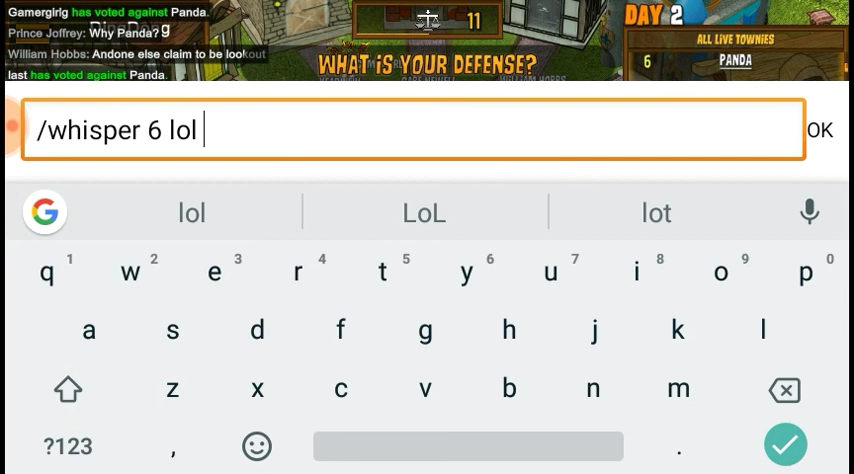 Gamergirlg has voted against Panda.
Prince Joffrey: Why Panda?
William Hobbs: Andone else claim to be lookout
last has voted against Panda.
11
WHAT IS YOUR DEFENSE?
DAY 2
ALL LIVE TOWNIES
6 PANDA
/whisper 6 lol
OK
G lol LoL lot
q 1 w 2 e 3 r 4 t 5 y 6 u 7 i 8 o 9 p 0
a s d f g h j k l
z x c v b n m
?123 , .